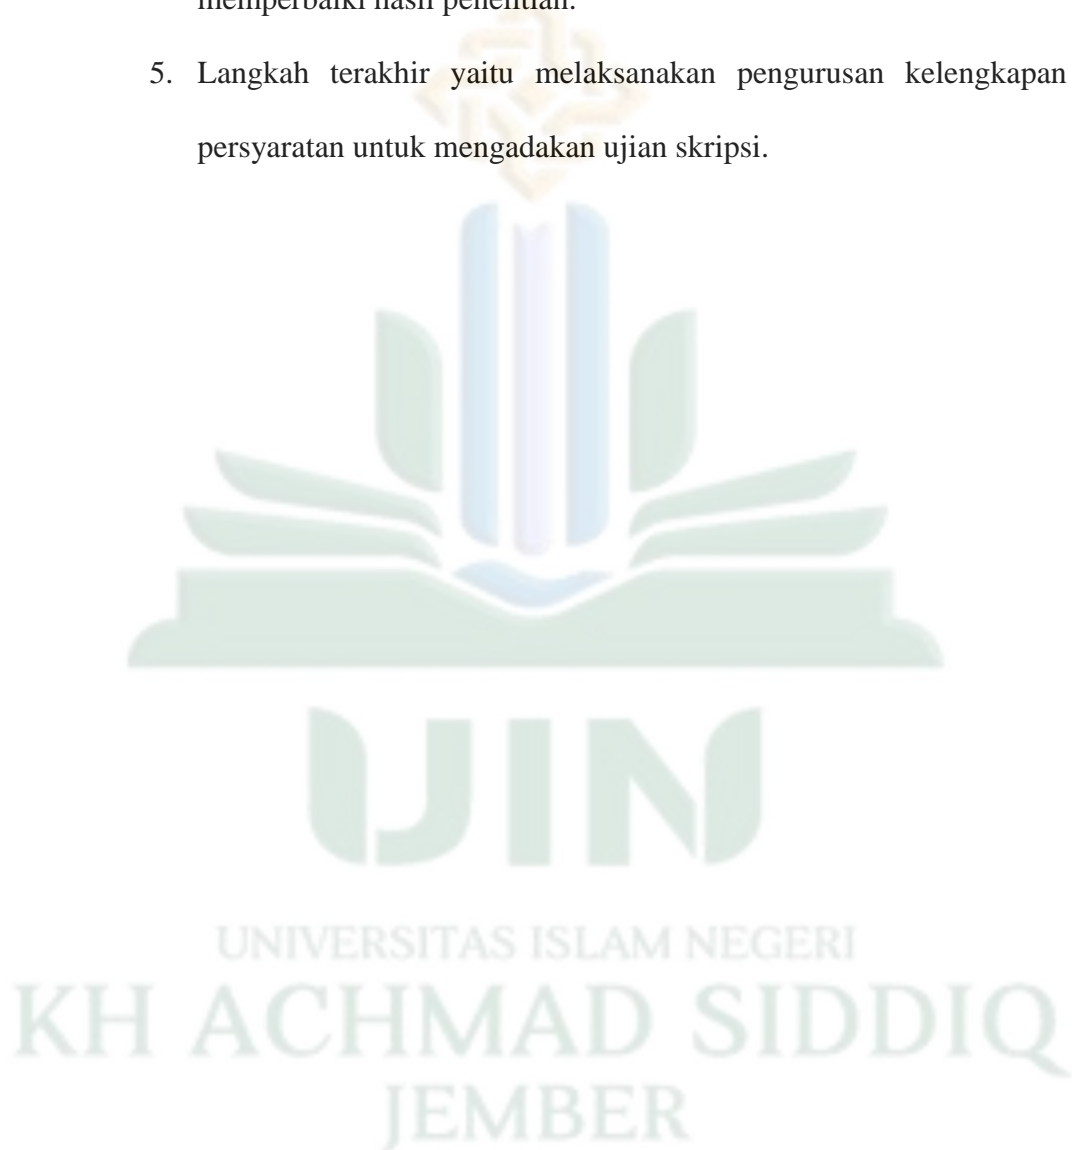 memperbaiki hasil penelitian.
5. Langkah terakhir yaitu melaksanakan pengurusan kelengkapan
persyaratan untuk mengadakan ujian skripsi.
UIN
UNIVERSITAS ISLAM NEGERI
KH ACHMAD SIDDIQ
JEMBER